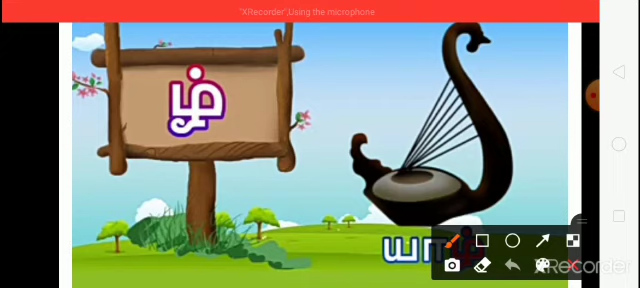 "XRecorder",Using the microphone
ழ்
யாழ்
XRecorder